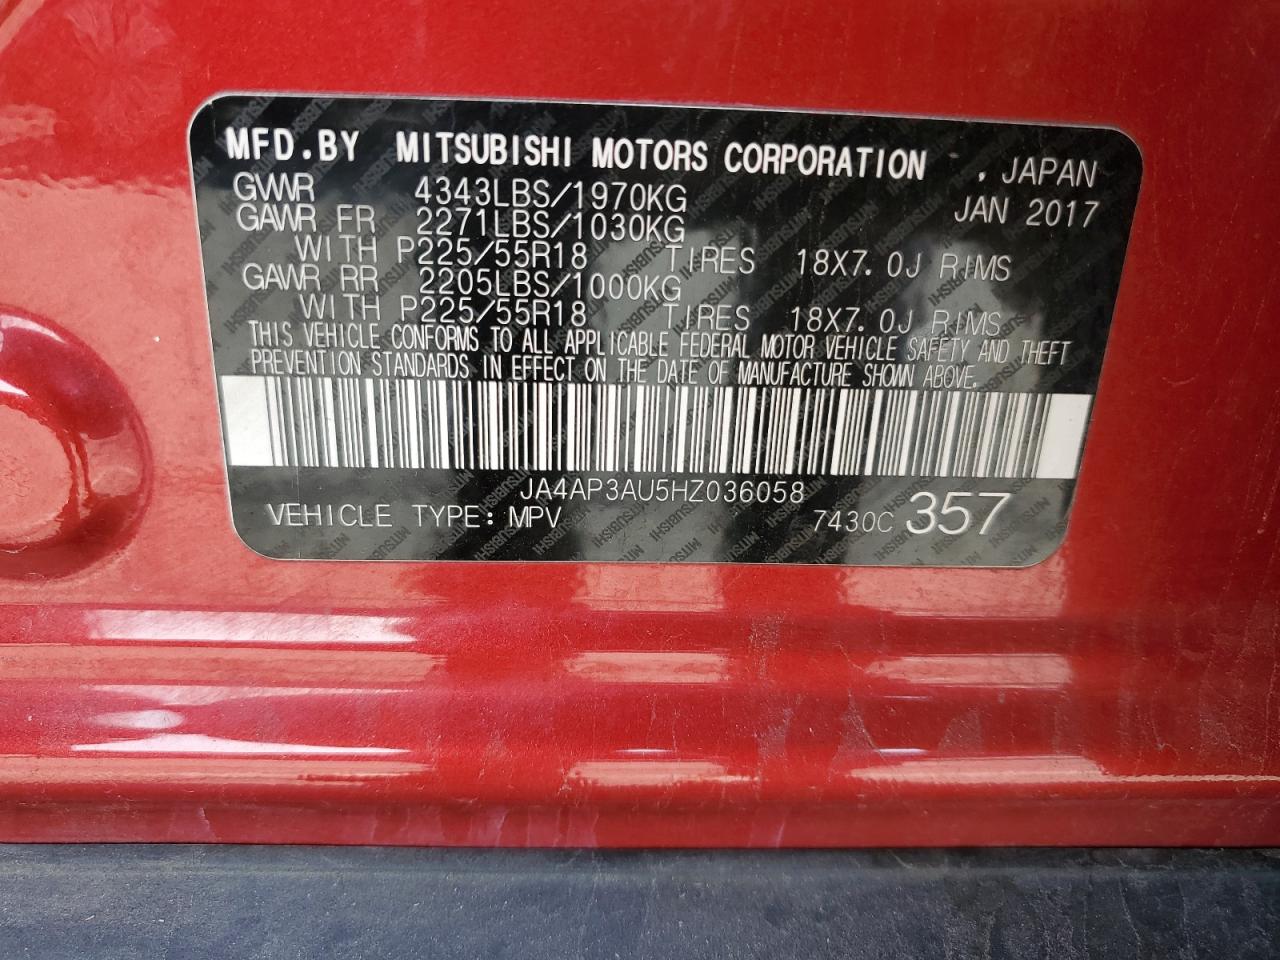 MFD.BY MITSUBISHI MOTORS CORPORATION , JAPAN
GVWR 4343LBS/1970KG JAN 2017
GAWR FR 2271LBS/1030KG
WITH P225/55R18 TIRES 18X7.0J RIMS
GAWR RR 2205LBS/1000KG
WITH P225/55R18 TIRES 18X7.0J RIMS
THIS VEHICLE CONFORMS TO ALL APPLICABLE FEDERAL MOTOR VEHICLE SAFETY AND THEFT
PREVENTION STANDARDS IN EFFECT ON THE DATE OF MANUFACTURE SHOWN ABOVE.
JA4AP3AU5HZ036058
VEHICLE TYPE: MPV 7430C 357